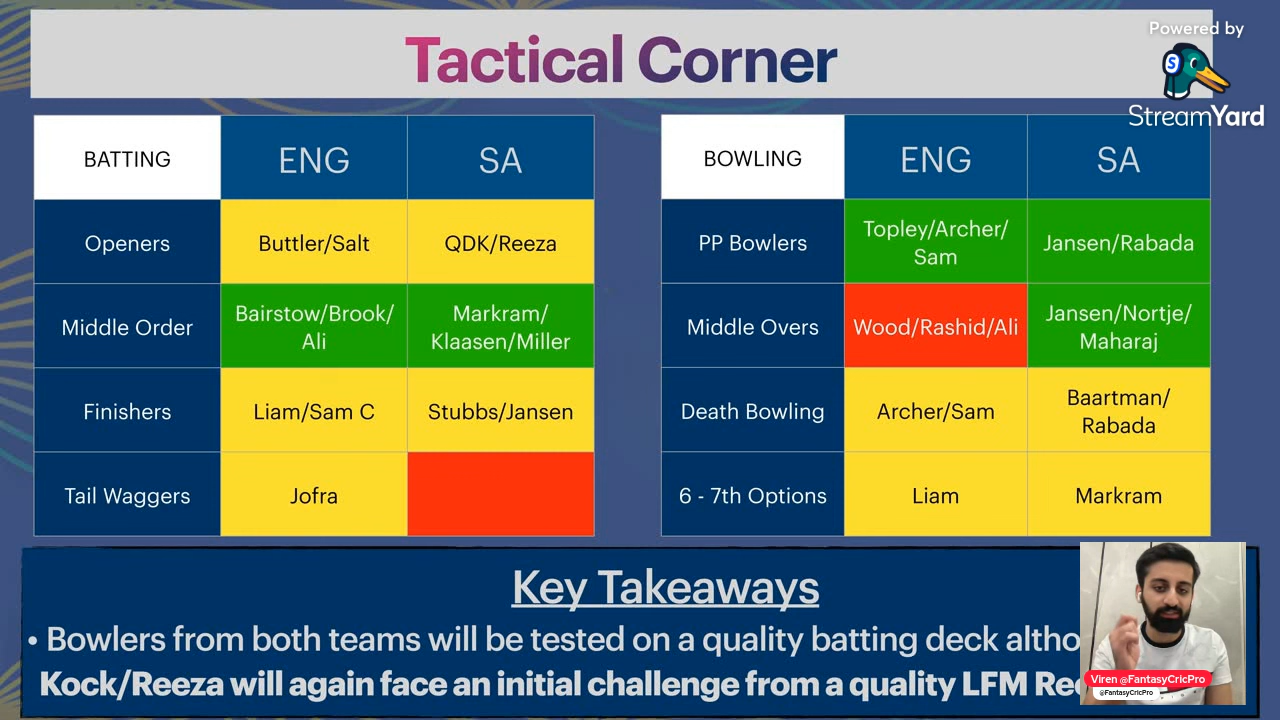 Tactical Corner
Powered by
StreamYard
BATTING ENG SA
Openers Buttler/Salt QDK/Reeza
Middle Order Bairstow/Brook/ Markram/
Ali Klaasen/Miller
Finishers Liam/Sam C Stubbs/Jansen
Tail Waggers Jofra
BOWLING ENG SA
PP Bowlers Topley/Archer/ Jansen/Rabada
Sam
Middle Overs Wood/Rashid/Ali Jansen/Nortje/
Maharaj
Death Bowling Archer/Sam Baartman/
Rabada
6 - 7th Options Liam Markram
Key Takeaways
• Bowlers from both teams will be tested on a quality batting deck
Kock/Reeza will again face an initial challenge from a quality LFM
Viren @FantasyCricPro
@FantasyCricPro